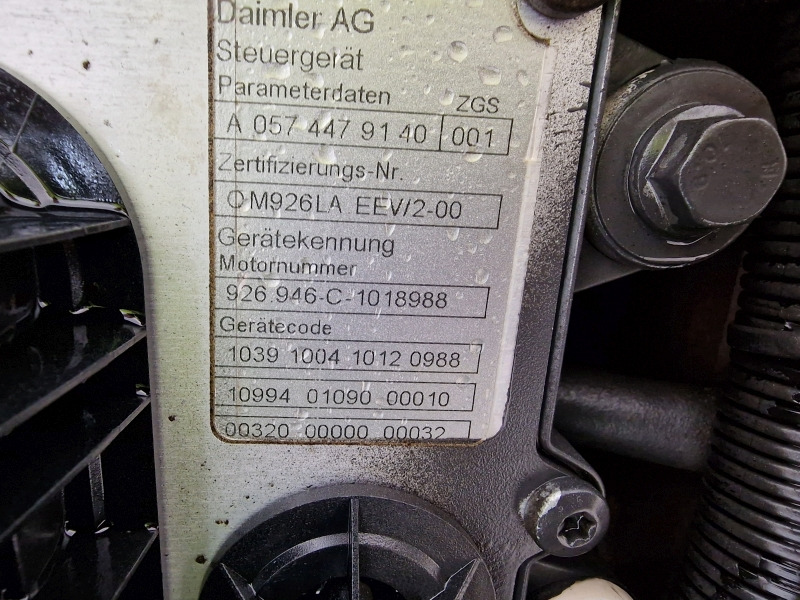 Daimler AG
Steuergerät
Parameterdaten ZGS
A 057 447 91 40 001
Zertifizierungs-Nr.
OM926LA EEV/2-00
Gerätekennung
Motornummer
926.946-C-1018988
Gerätecode
1039 1004 1012 0988
10994 01090 00010
00320 00000 00032